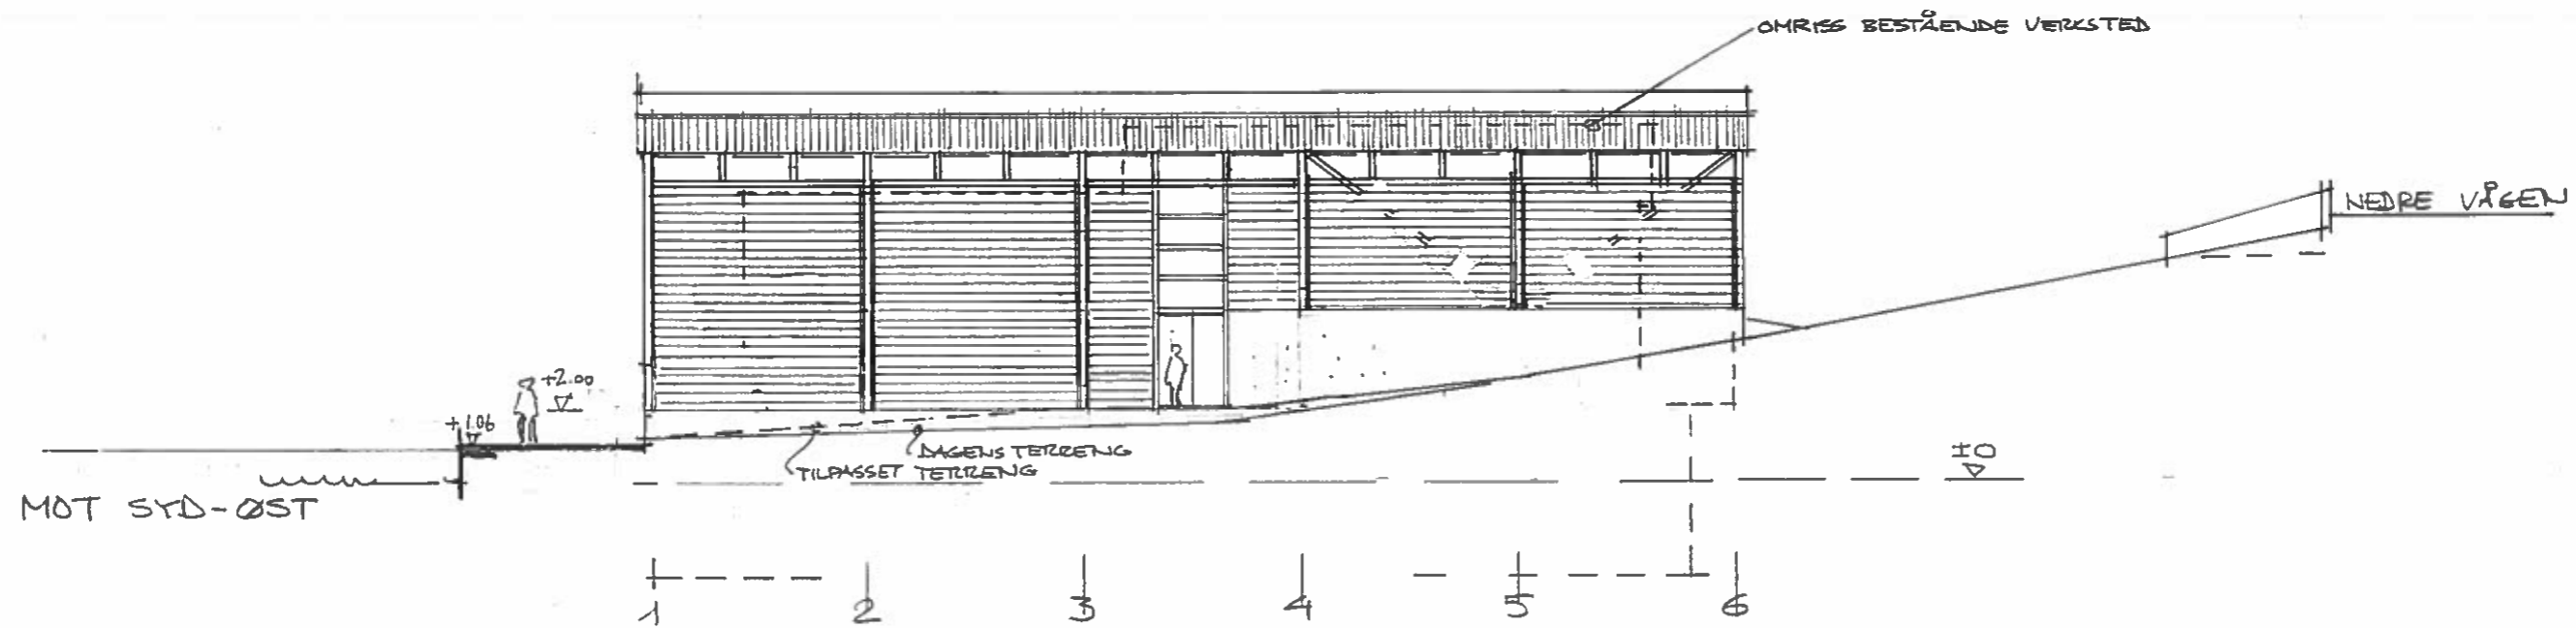 OMRISS BESTÅENDE VERKSTED
NEDRE VÅGEN
+2.00
+1.06
DAGENS TERRENG
TILPASSET TERRENG
±0
MOT SYD-ØST
1 2 3 4 5 6